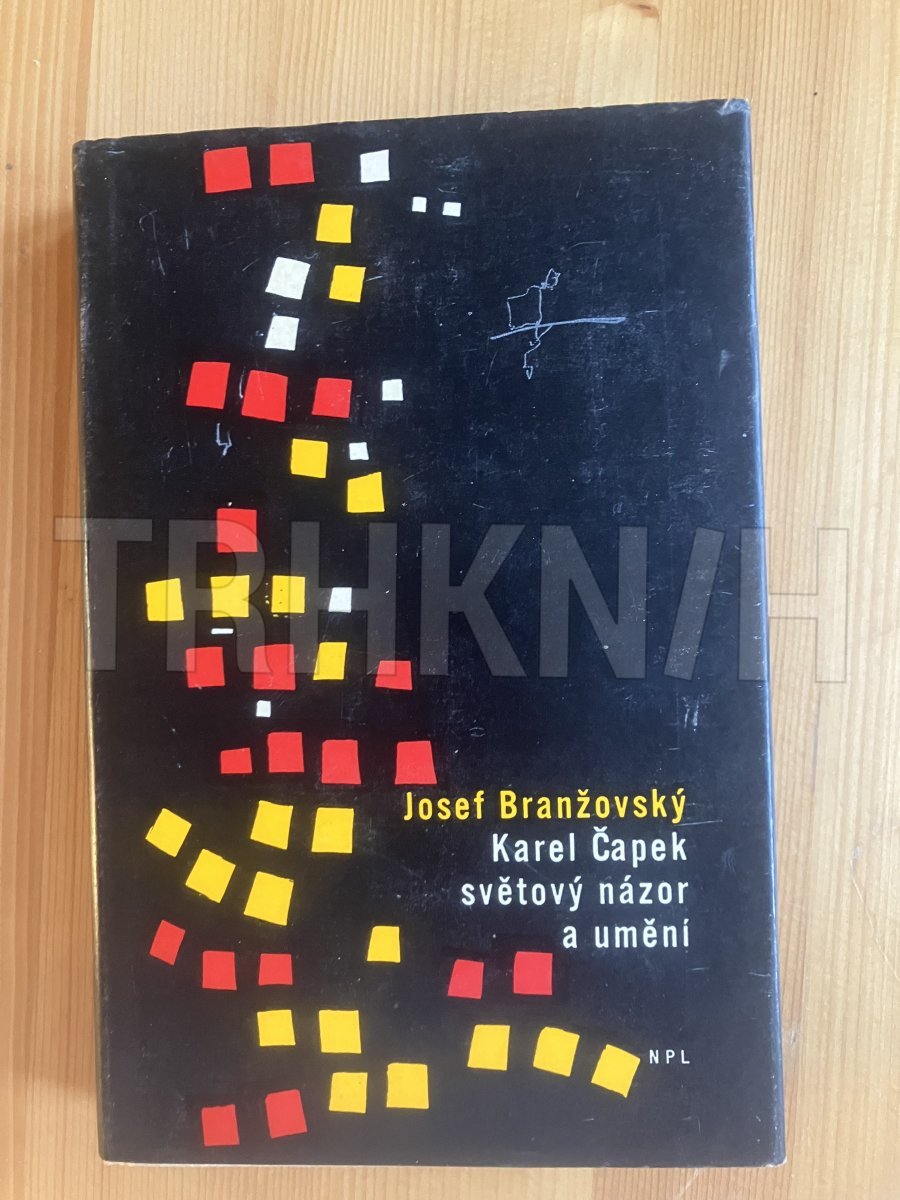 TRHKNIH
Josef Branžovský
Karel Čapek
světový názor
a umění
NPL